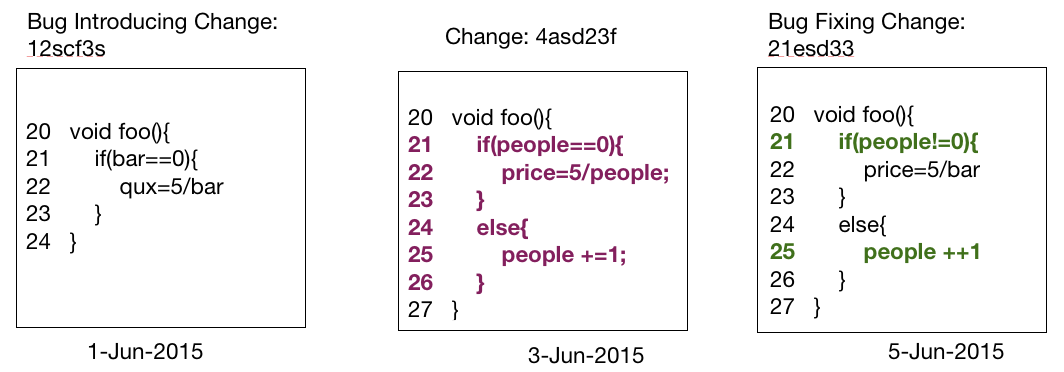 Bug Introducing Change:
12scf3s
20 void foo(){
21 if(bar==0){
22 qux=5/bar
23 }
24 }
1-Jun-2015
Change: 4asd23f
20 void foo(){
21 if(people==0){
22 price=5/people;
23 }
24 else{
25 people +=1;
26 }
27 }
3-Jun-2015
Bug Fixing Change:
21esd33
20 void foo(){
21 if(people!=0){
22 price=5/bar
23 }
24 else{
25 people ++1
26 }
27 }
5-Jun-2015